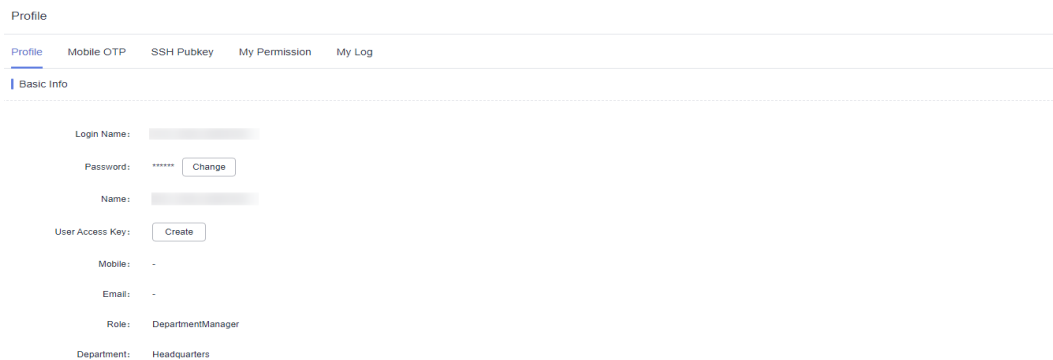 Profile
Profile Mobile OTP SSH Pubkey My Permission My Log
Basic Info
Login Name:
Password: ****** Change
Name:
User Access Key: Create
Mobile: -
Email: -
Role: DepartmentManager
Department: Headquarters